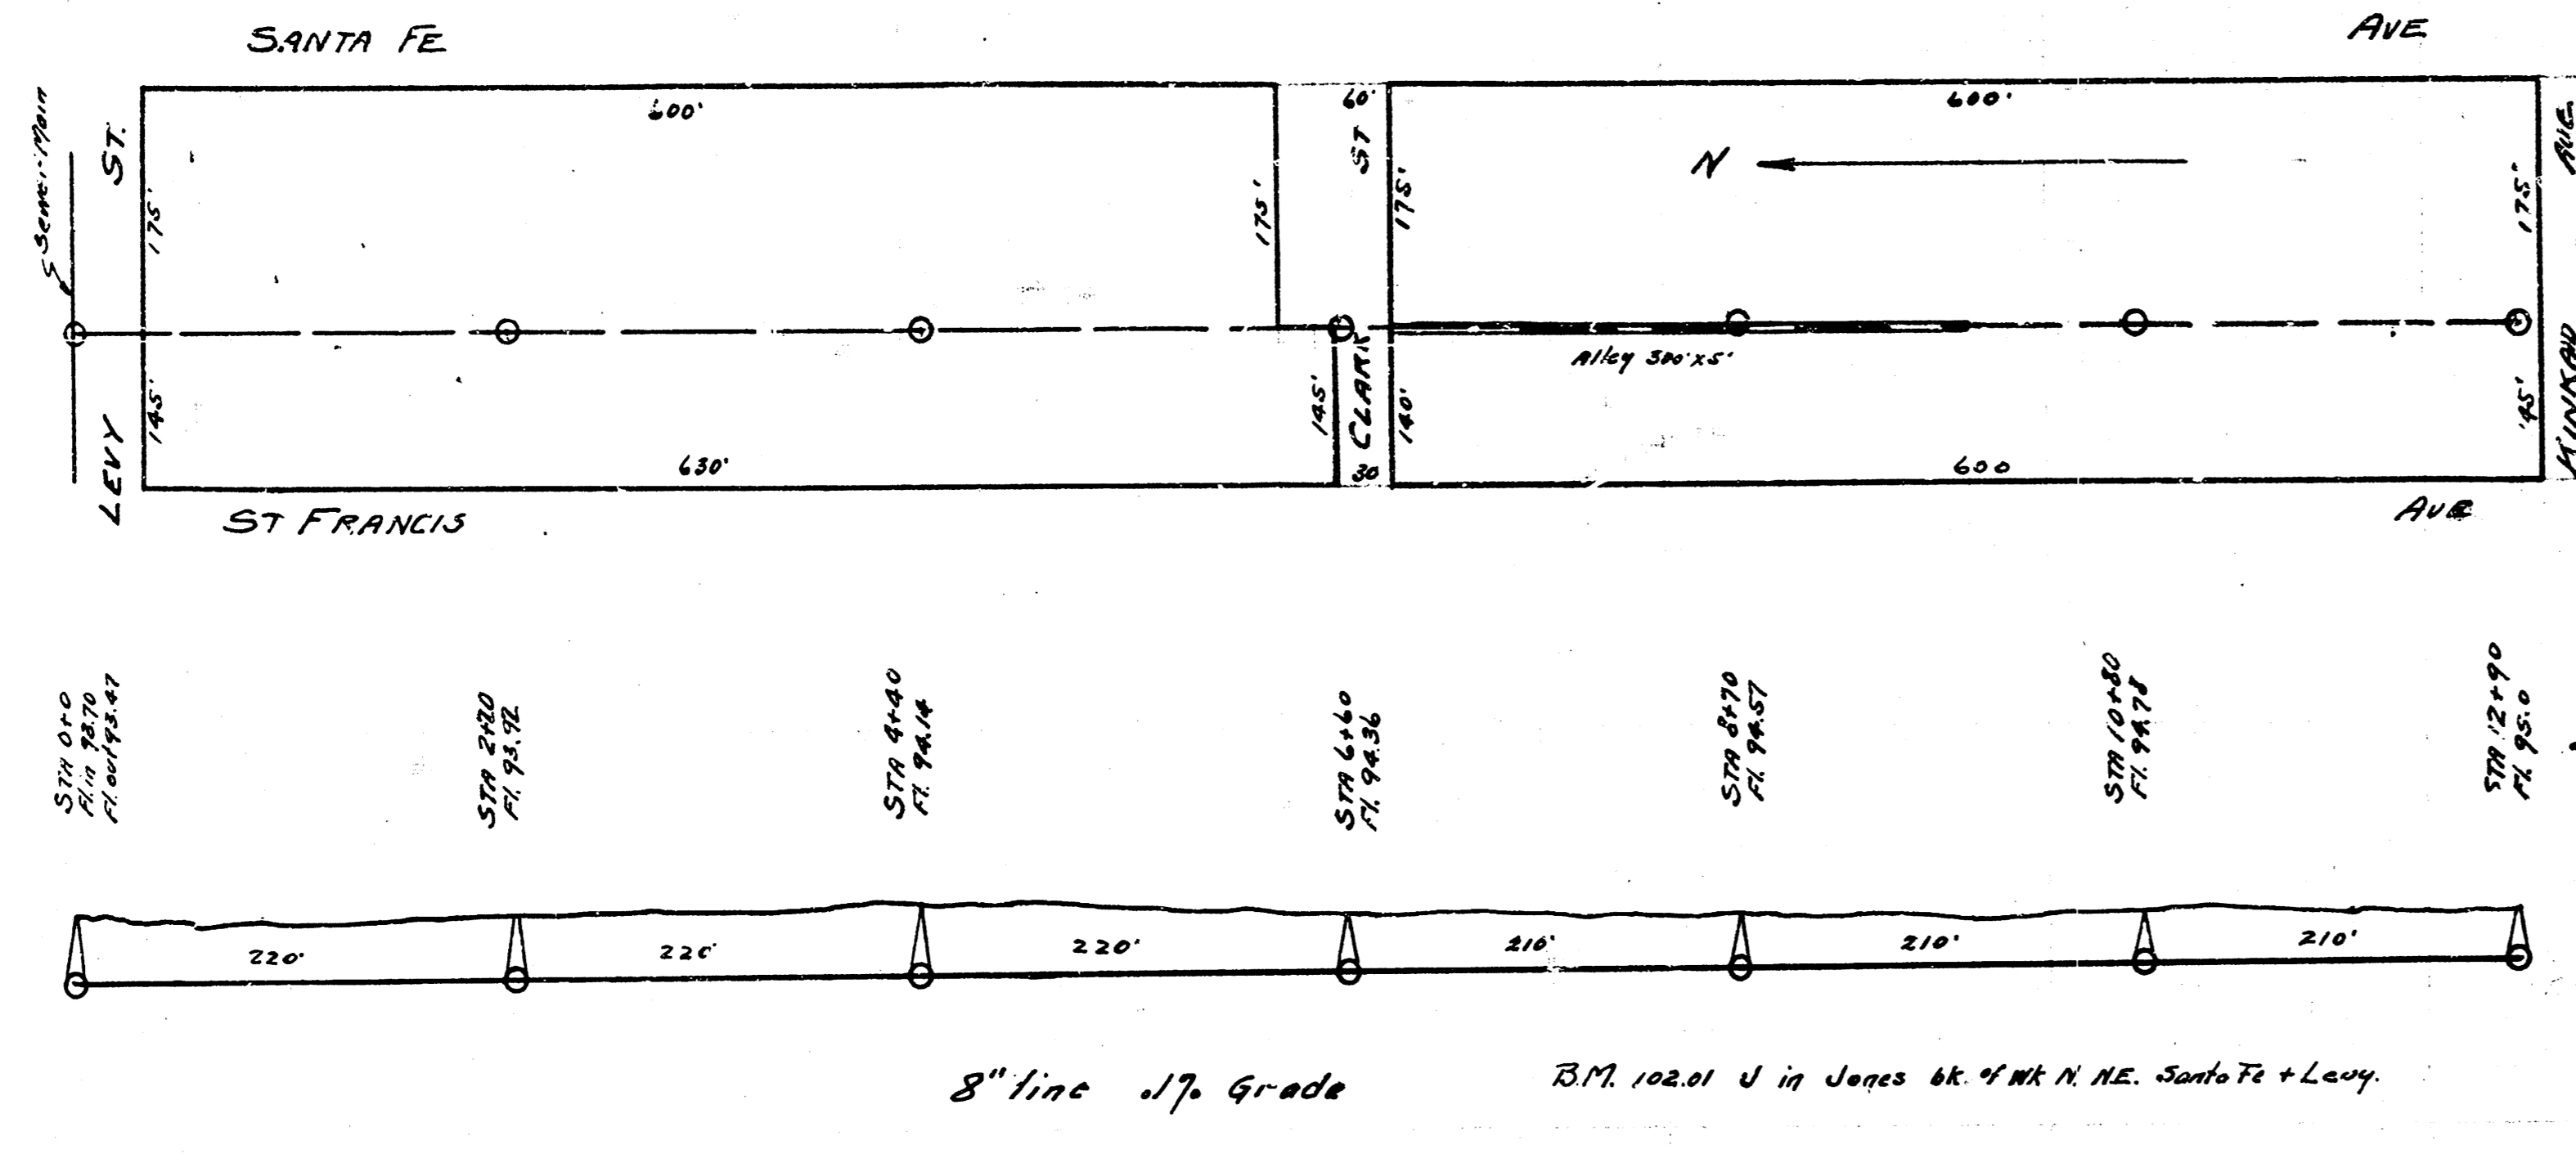 SANTA FE AVE
Sewer Main
LEVY ST.
600'
175'
145'
630'
175'
145'
60'
CLARK ST
30
175'
140'
600'
N
Alley 300'x5'
600
175'
145'
KINKAD AVE
ST FRANCIS AVE
STA 0+0
Fl. in 93.70
Fl. out 93.47
STA 2+20
Fl. 93.92
STA 4+40
Fl. 94.14
STA 6+60
Fl. 94.36
STA 8+70
Fl. 94.57
STA 10+80
Fl. 94.78
STA 12+90
Fl. 95.0
220'
220'
220'
210'
210'
210'
8" line .1% Grade
B.M. 102.01 J in Jones bk. of Wk N. N.E. Santa Fe + Levy.